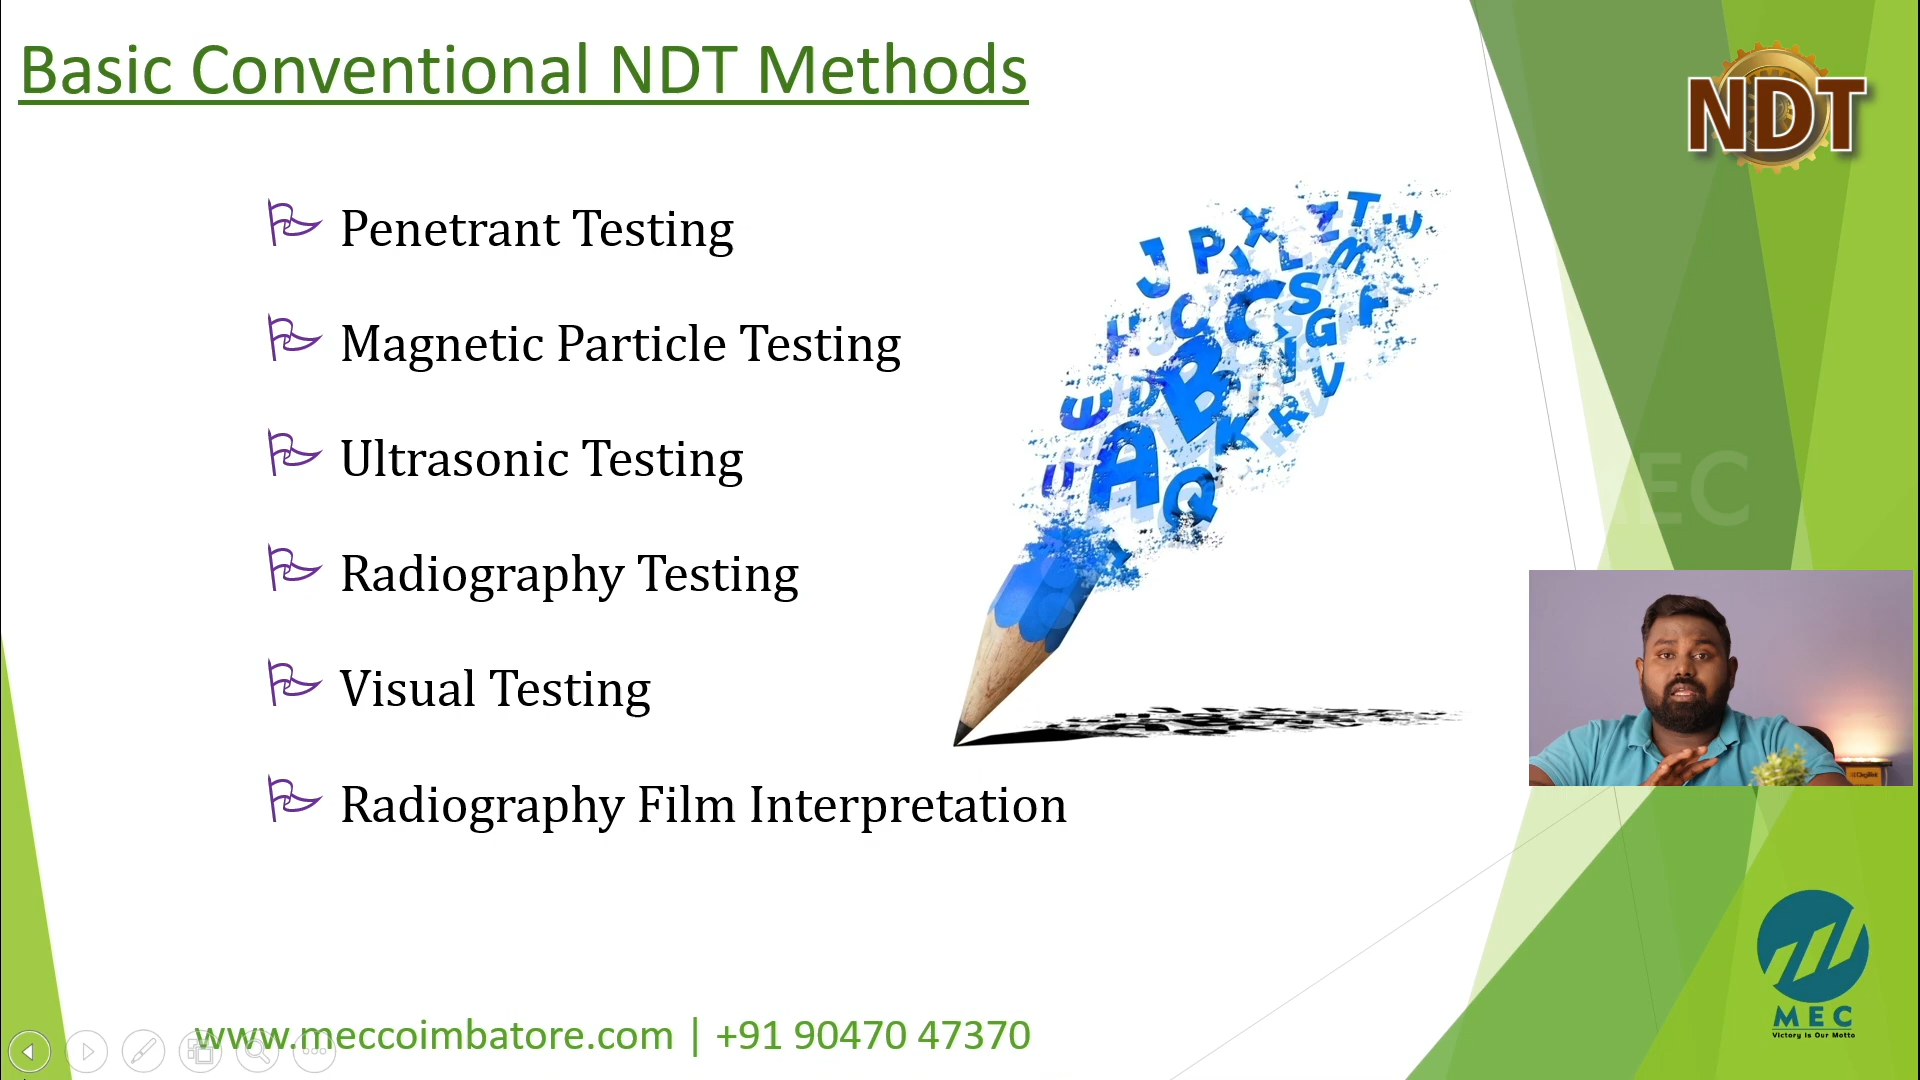 Basic Conventional NDT Methods
NDT
Penetrant Testing
Magnetic Particle Testing
Ultrasonic Testing
Radiography Testing
Visual Testing
Radiography Film Interpretation
J P X Z T U
L M
H C C S F
G
E D B N V
R
U A K
Q
MEC
MEC
Victory Is Our Motto
www.meccoimbatore.com | +91 90470 47370